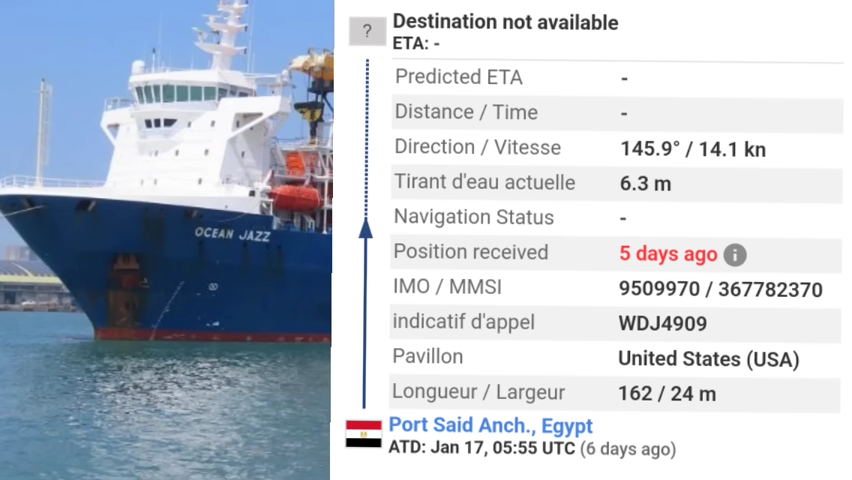 OCEAN JAZZ
?
Destination not available
ETA: -
Predicted ETA -
Distance / Time -
Direction / Vitesse 145.9° / 14.1 kn
Tirant d'eau actuelle 6.3 m
Navigation Status -
Position received 5 days ago i
IMO / MMSI 9509970 / 367782370
indicatif d'appel WDJ4909
Pavillon United States (USA)
Longueur / Largeur 162 / 24 m
Port Said Anch., Egypt
ATD: Jan 17, 05:55 UTC (6 days ago)